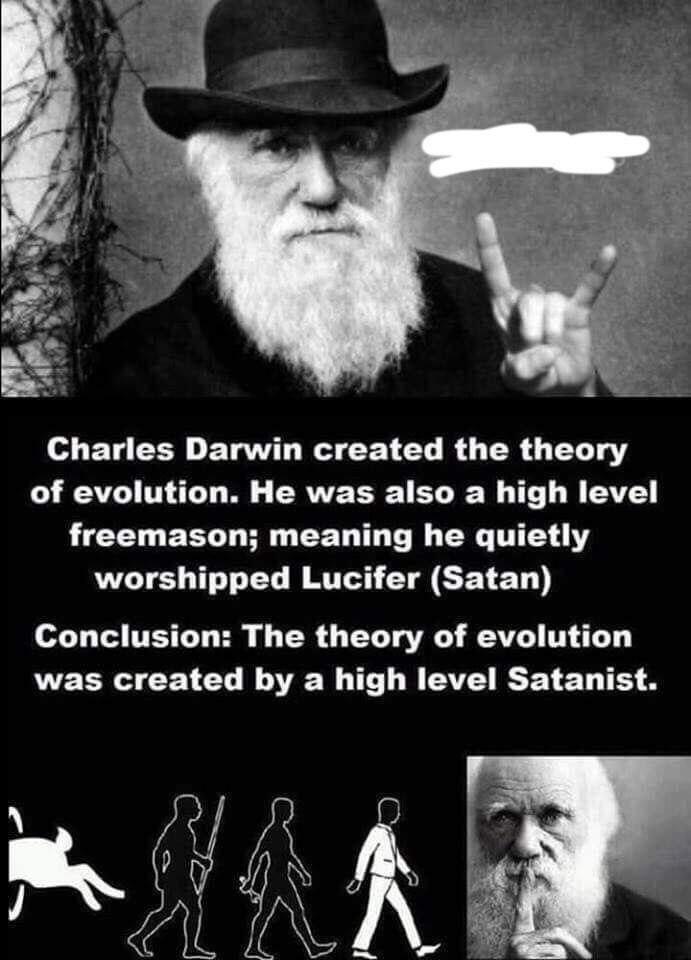 Charles Darwin created the theory
of evolution. He was also a high level
freemason; meaning he quietly
worshipped Lucifer (Satan)
Conclusion: The theory of evolution
was created by a high level Satanist.